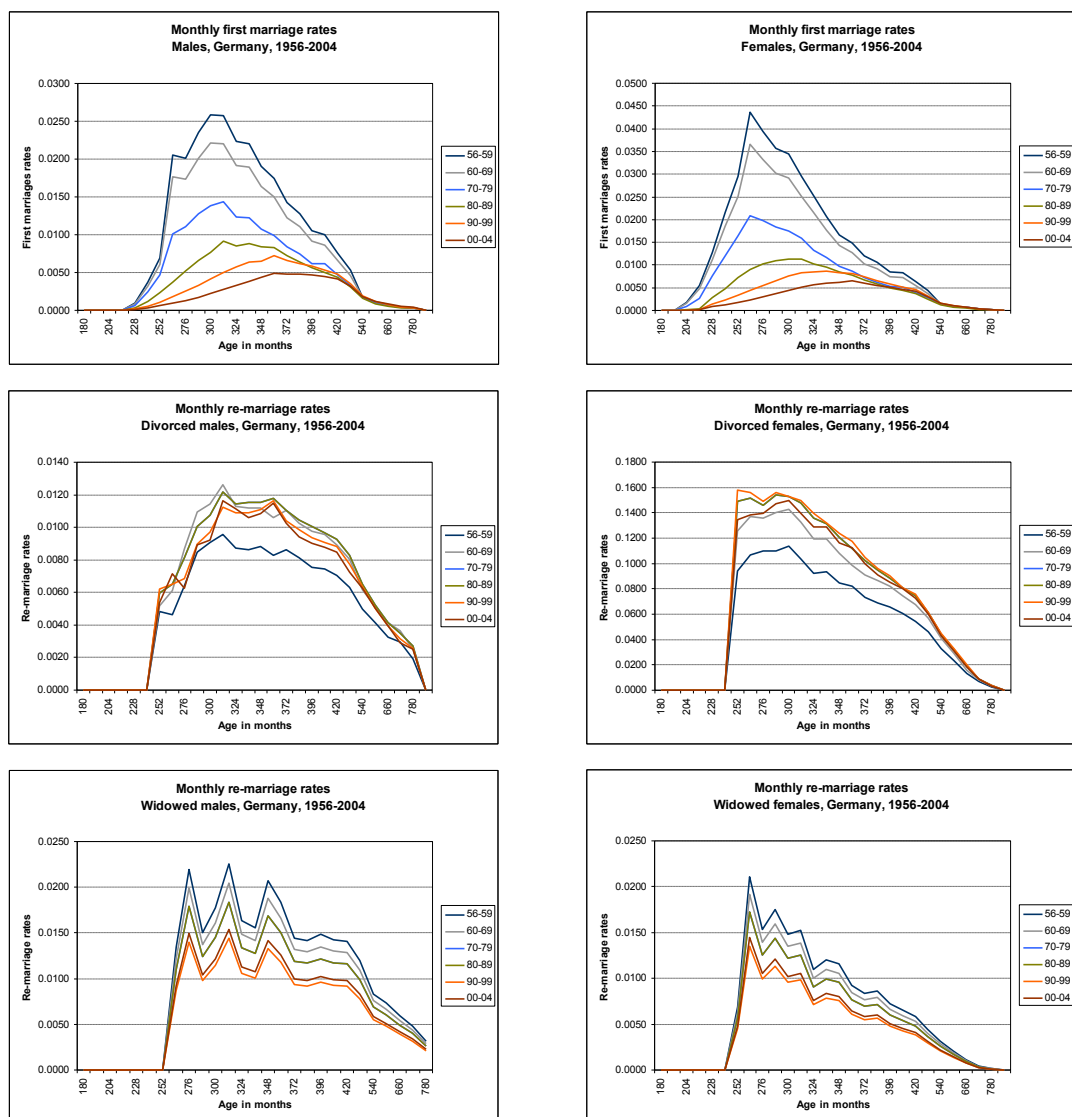 Monthly first marriage rates
Males, Germany, 1956-2004
First marriages rates
0.0300
0.0250
0.0200
0.0150
0.0100
0.0050
0.0000
180 204 228 252 276 300 324 348 372 396 420 540 660 780
Age in months
56-59
60-69
70-79
80-89
90-99
00-04
Monthly first marriage rates
Females, Germany, 1956-2004
First marriage rates
0.0500
0.0450
0.0400
0.0350
0.0300
0.0250
0.0200
0.0150
0.0100
0.0050
0.0000
180 204 228 252 276 300 324 348 372 396 420 540 660 780
Age in months
56-59
60-69
70-79
80-89
90-99
00-04
Monthly re-marriage rates
Divorced males, Germany, 1956-2004
Re-marriage rates
0.0140
0.0120
0.0100
0.0080
0.0060
0.0040
0.0020
0.0000
180 204 228 252 276 300 324 348 372 396 420 540 660 780
Age in months
56-59
60-69
70-79
80-89
90-99
00-04
Monthly re-marriage rates
Divorced females, Germany, 1956-2004
Re-marriage rates
0.1800
0.1600
0.1400
0.1200
0.1000
0.0800
0.0600
0.0400
0.0200
0.0000
180 204 228 252 276 300 324 348 372 396 420 540 660 780
Age in months
56-59
60-69
70-79
80-89
90-99
00-04
Monthly re-marriage rates
Widowed males, Germany, 1956-2004
Re-marriage rates
0.0250
0.0200
0.0150
0.0100
0.0050
0.0000
180 204 228 252 276 300 324 348 372 396 420 540 660 780
Age in months
56-59
60-69
70-79
80-89
90-99
00-04
Monthly re-marriage rates
Widowed females, Germany, 1956-2004
Re-marriage rates
0.0250
0.0200
0.0150
0.0100
0.0050
0.0000
180 204 228 252 276 300 324 348 372 396 420 540 660 780
Age in months
56-59
60-69
70-79
80-89
90-99
00-04